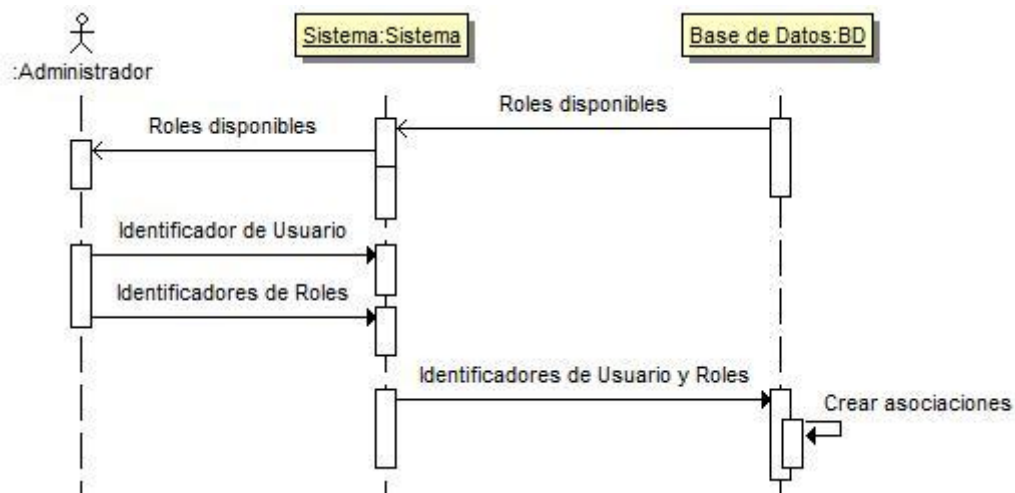 Sistema:Sistema
Base de Datos:BD
:Administrador
Roles disponibles
Roles disponibles
Identificador de Usuario
Identificadores de Roles
Identificadores de Usuario y Roles
Crear asociaciones